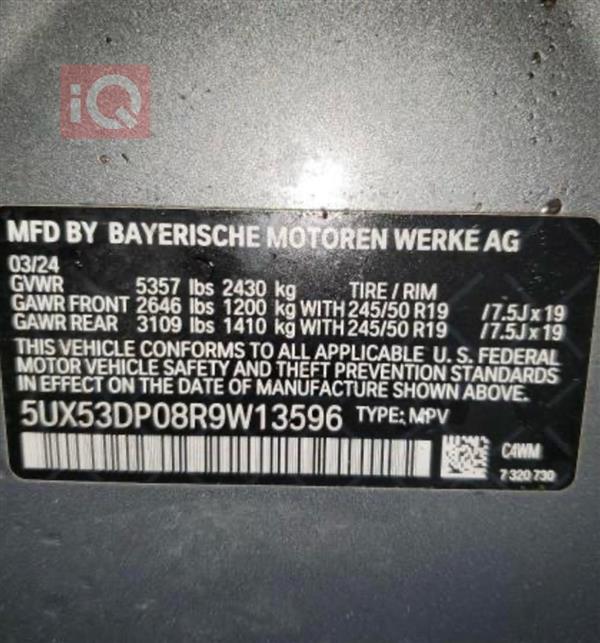 iQ
MFD BY BAYERISCHE MOTOREN WERKE AG
03/24
GVWR 5357 lbs 2430 kg TIRE / RIM
GAWR FRONT 2646 lbs 1200 kg WITH 245/50 R19 /7.5J x 19
GAWR REAR 3109 lbs 1410 kg WITH 245/50 R19 /7.5J x 19
THIS VEHICLE CONFORMS TO ALL APPLICABLE U. S. FEDERAL
MOTOR VEHICLE SAFETY AND THEFT PREVENTION STANDARDS
IN EFFECT ON THE DATE OF MANUFACTURE SHOWN ABOVE.
5UX53DP08R9W13596 TYPE: MPV
C4WM
7 320 730